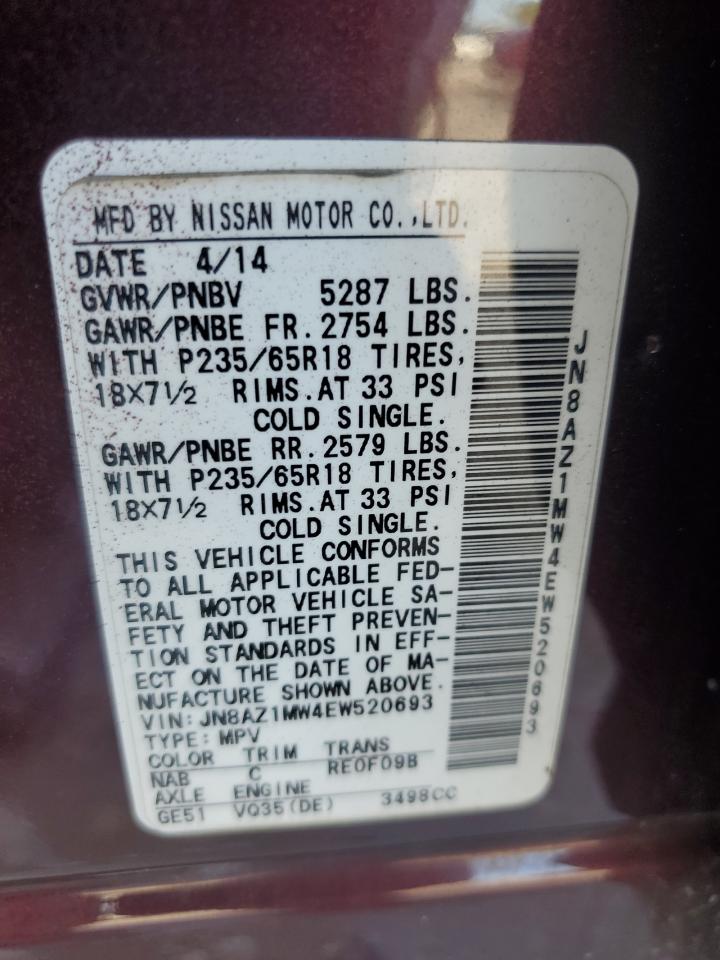 MFD BY NISSAN MOTOR CO.,LTD.
DATE 4/14
GVWR/PNBV 5287 LBS.
GAWR/PNBE FR. 2754 LBS.
WITH P235/65R18 TIRES,
18X7 1/2 RIMS.AT 33 PSI
COLD SINGLE.
GAWR/PNBE RR. 2579 LBS.
WITH P235/65R18 TIRES,
18X7 1/2 RIMS.AT 33 PSI
COLD SINGLE.
THIS VEHICLE CONFORMS
TO ALL APPLICABLE FED-
ERAL MOTOR VEHICLE SA-
FETY AND THEFT PREVEN-
TION STANDARDS IN EFF-
ECT ON THE DATE OF MA-
NUFACTURE SHOWN ABOVE.
VIN: JN8AZ1MW4EW520693
TYPE: MPV
COLOR TRIM TRANS
NAB C RE0F09B
AXLE ENGINE
GE51 VQ35(DE) 3498CC
JN8AZ1MW4EW520693